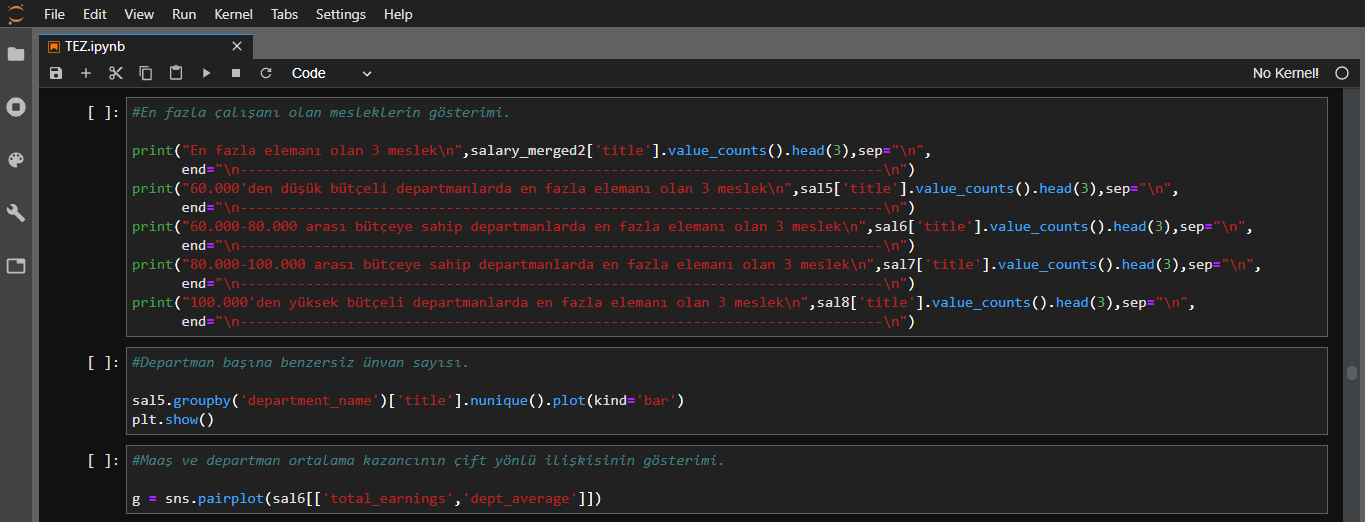 File Edit View Run Kernel Tabs Settings Help
TEZ.ipynb
Code No Kernel!
[ ]: #En fazla çalışanı olan mesleklerin gösterimi.
print("En fazla elemanı olan 3 meslek\n",salary_merged2['title'].value_counts().head(3),sep="\n",
end="\n------------------------------------------------------------------------------\n")
print("60.000'den düşük bütçeli departmanlarda en fazla elemanı olan 3 meslek\n",sal5['title'].value_counts().head(3),sep="\n",
end="\n------------------------------------------------------------------------------\n")
print("60.000-80.000 arası bütçeye sahip departmanlarda en fazla elemanı olan 3 meslek\n",sal6['title'].value_counts().head(3),sep="\n",
end="\n------------------------------------------------------------------------------\n")
print("80.000-100.000 arası bütçeye sahip departmanlarda en fazla elemanı olan 3 meslek\n",sal7['title'].value_counts().head(3),sep="\n",
end="\n------------------------------------------------------------------------------\n")
print("100.000'den yüksek bütçeli departmanlarda en fazla elemanı olan 3 meslek\n",sal8['title'].value_counts().head(3),sep="\n",
end="\n------------------------------------------------------------------------------\n")
[ ]: #Departman başına benzersiz ünvan sayısı.
sal5.groupby('department_name')['title'].nunique().plot(kind='bar')
plt.show()
[ ]: #Maaş ve departman ortalama kazancının çift yönlü ilişkisinin gösterimi.
g = sns.pairplot(sal6[['total_earnings','dept_average']])